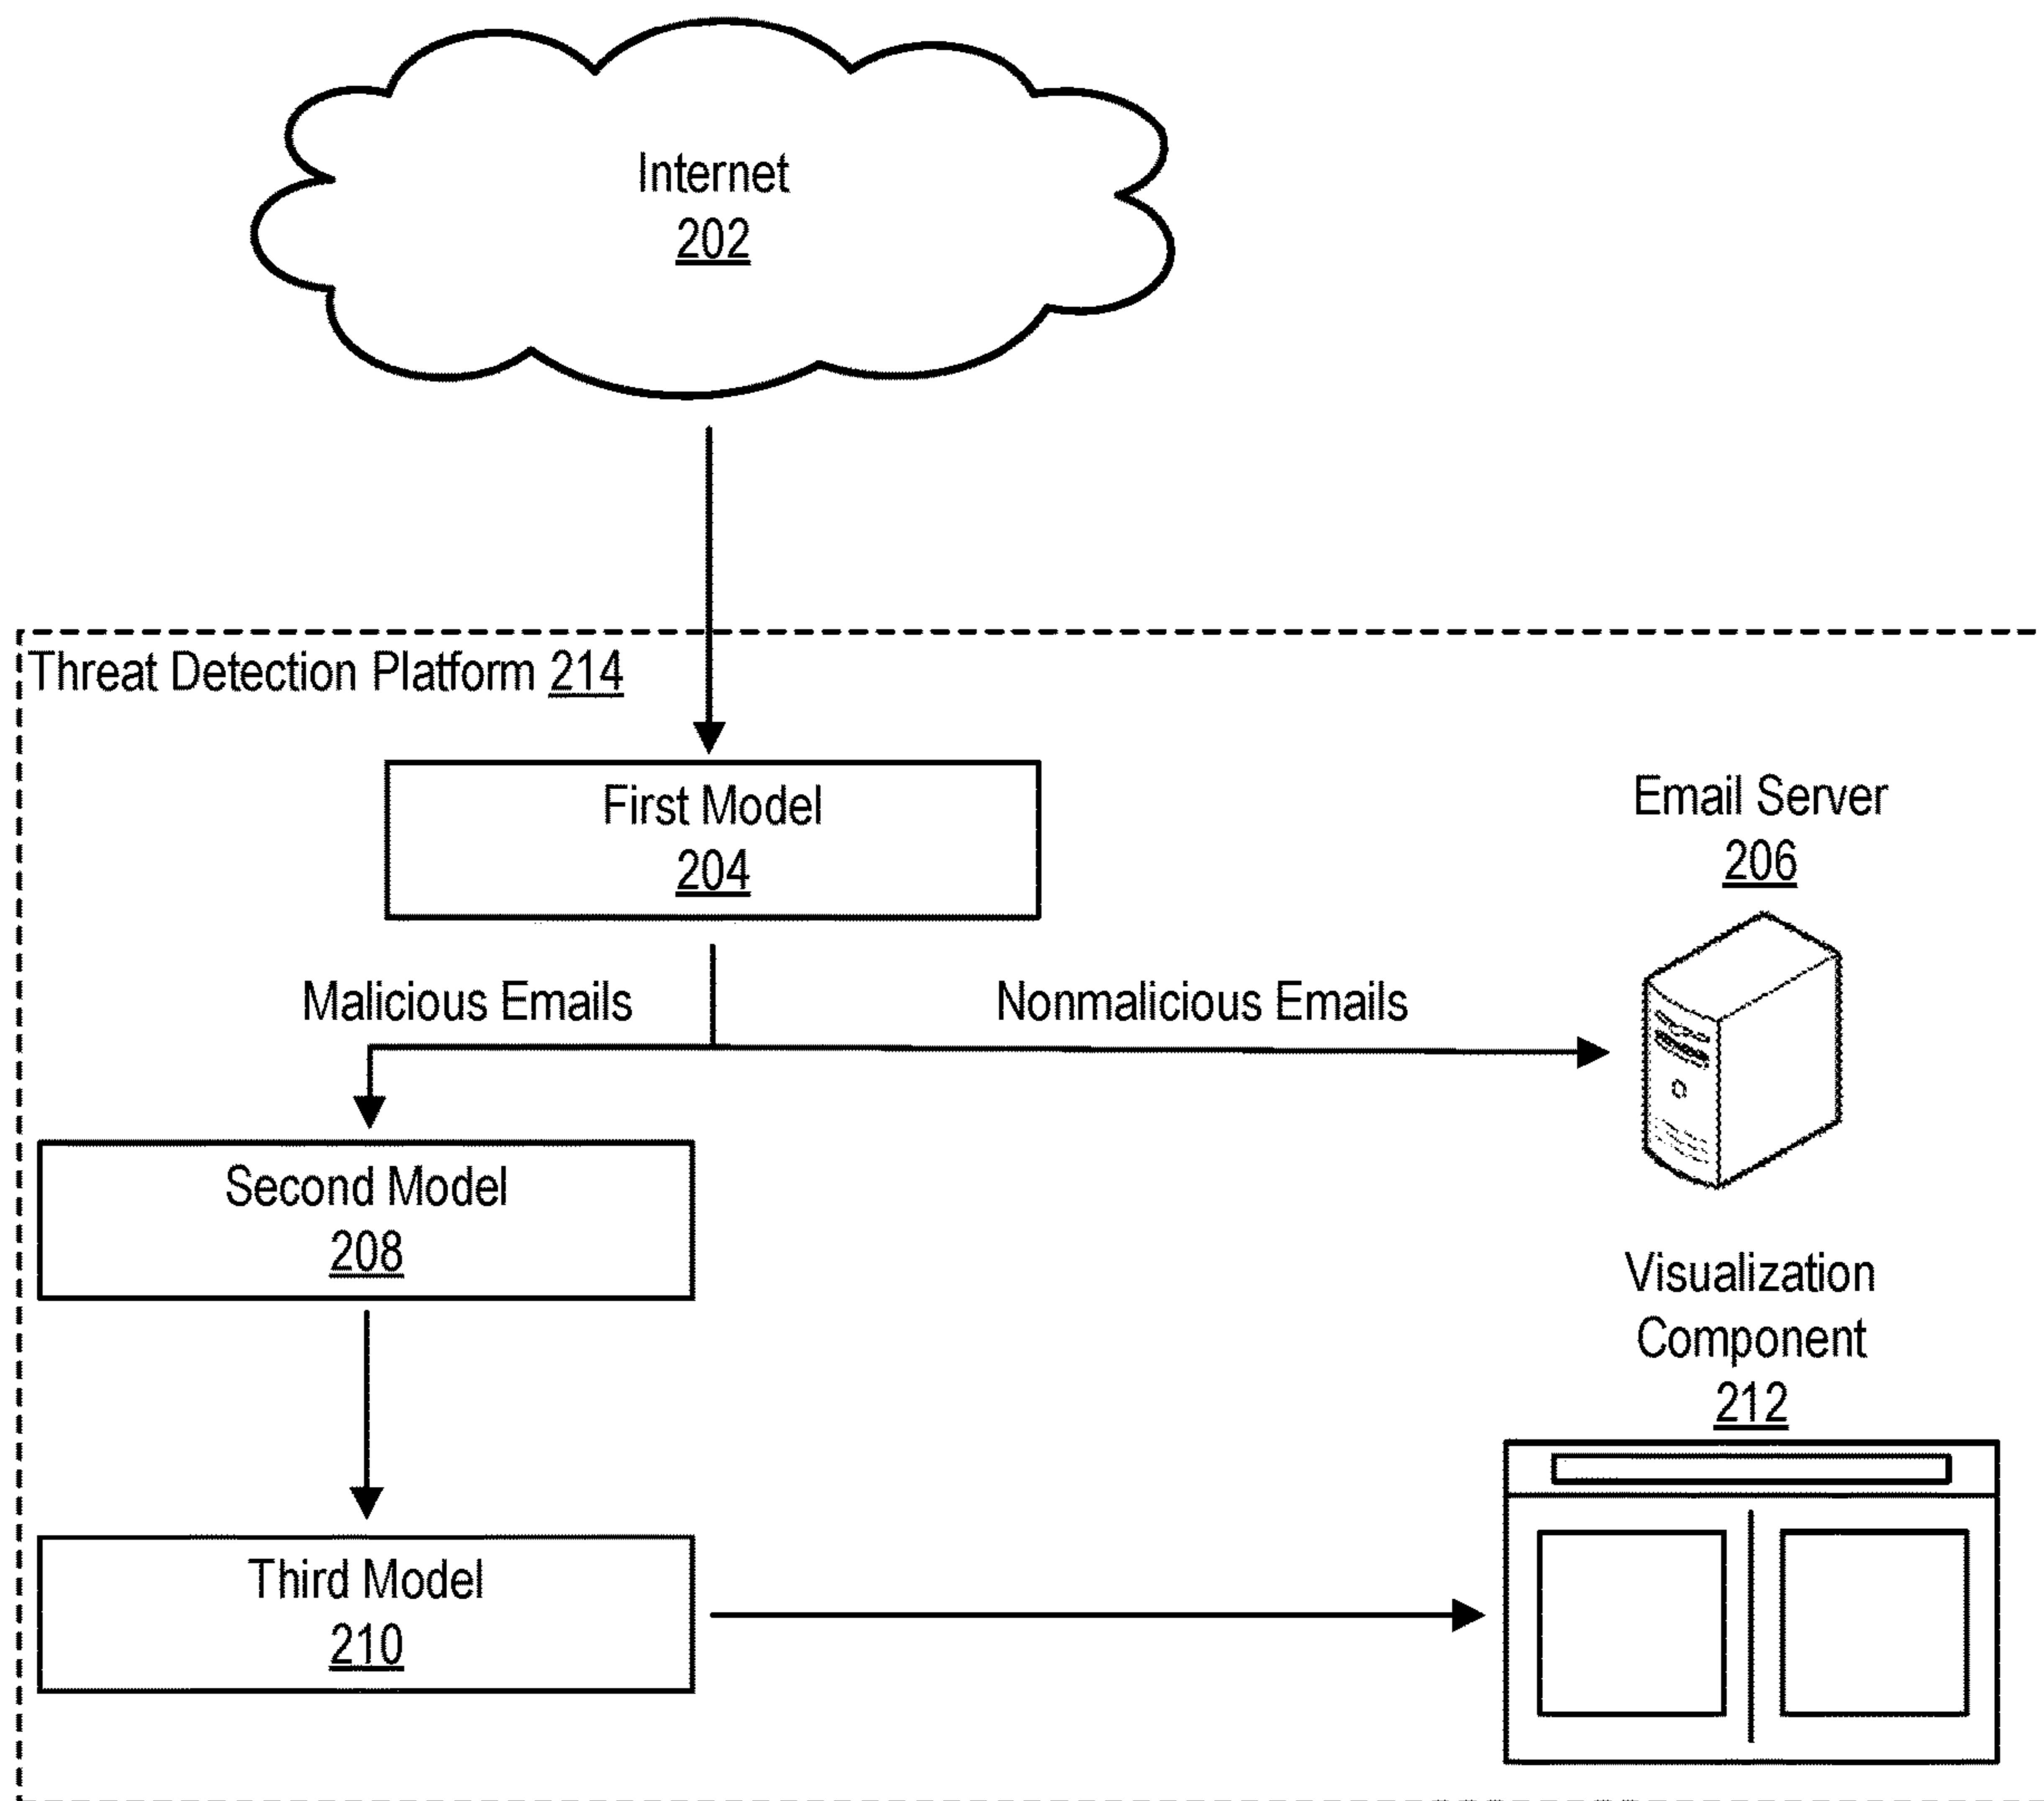 Internet
202
Threat Detection Platform 214
First Model
204
Email Server
206
Malicious Emails
Nonmalicious Emails
Second Model
208
Visualization
Component
212
Third Model
210